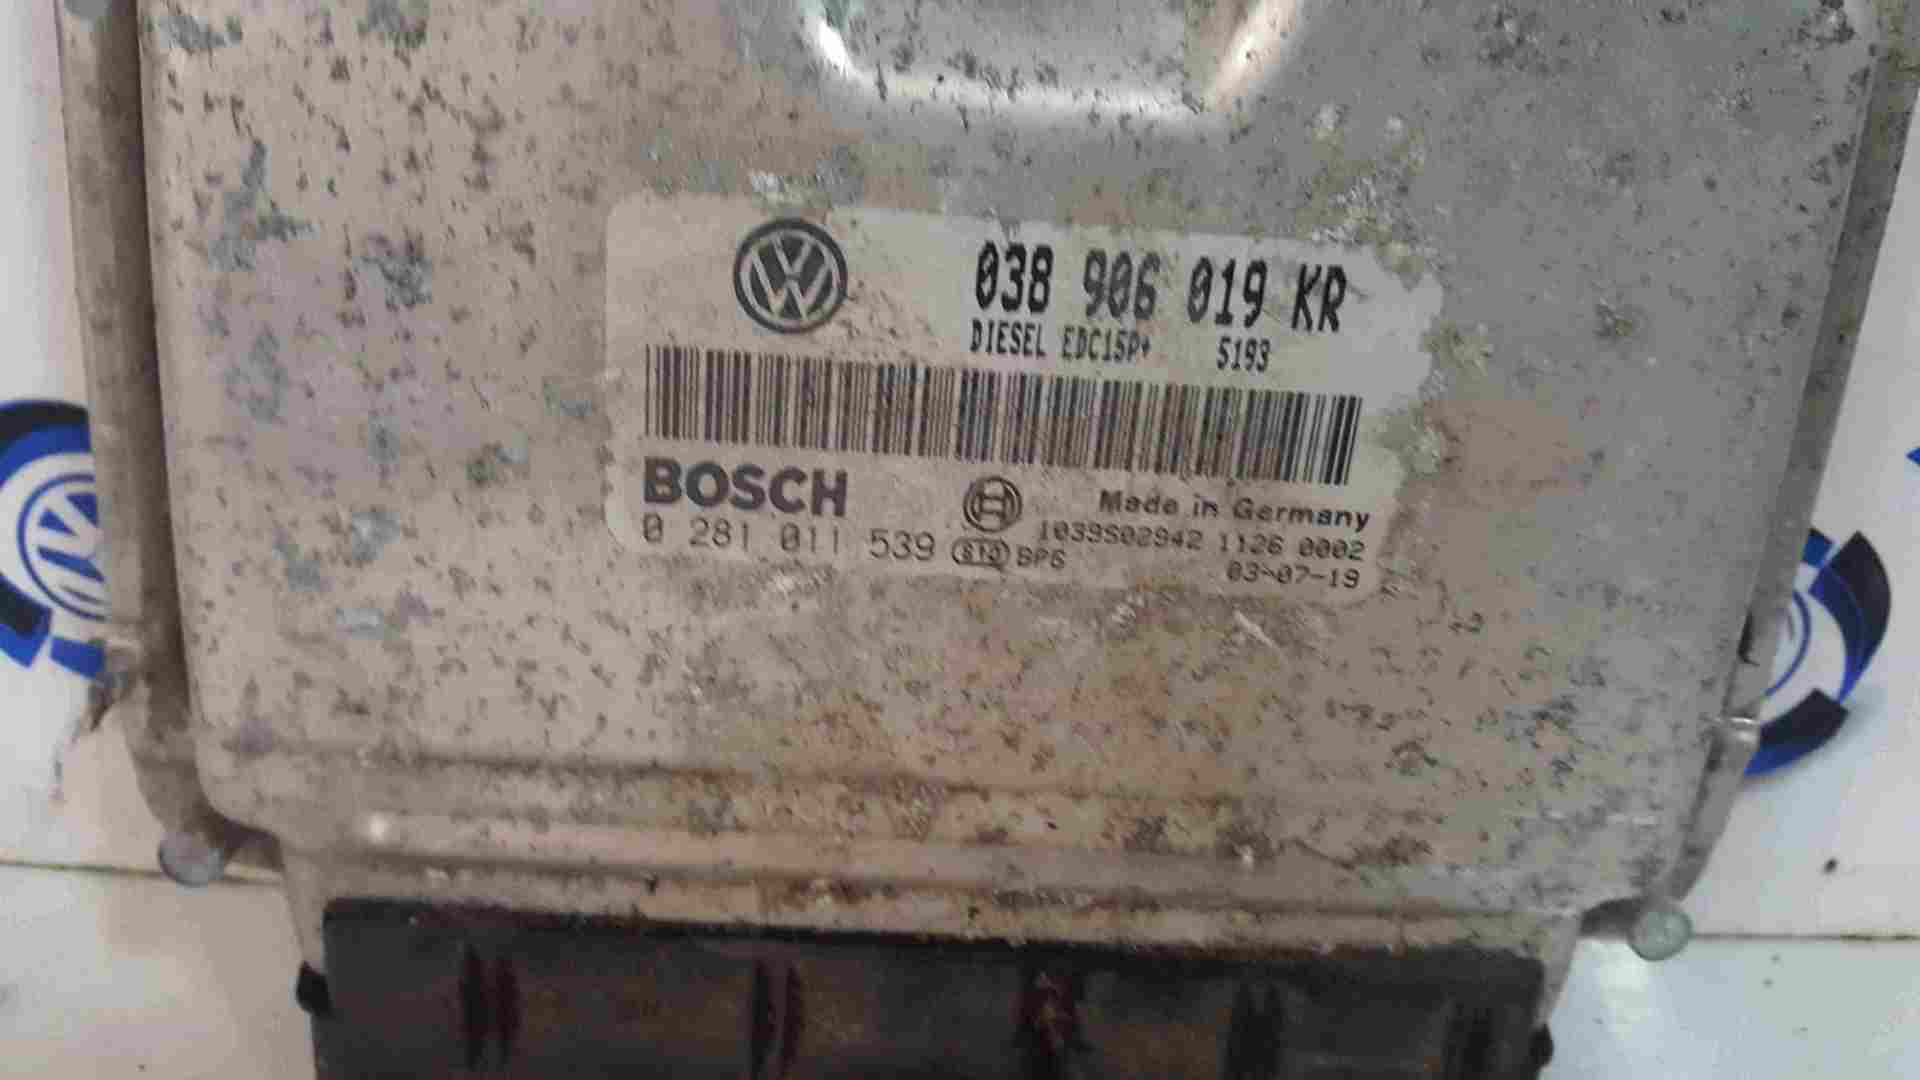 038 906 019 KR
DIESEL EDC15P+ 5193
BOSCH
Made in Germany
0 281 011 539
1039S02942 1126 0002
BPG
03-07-19